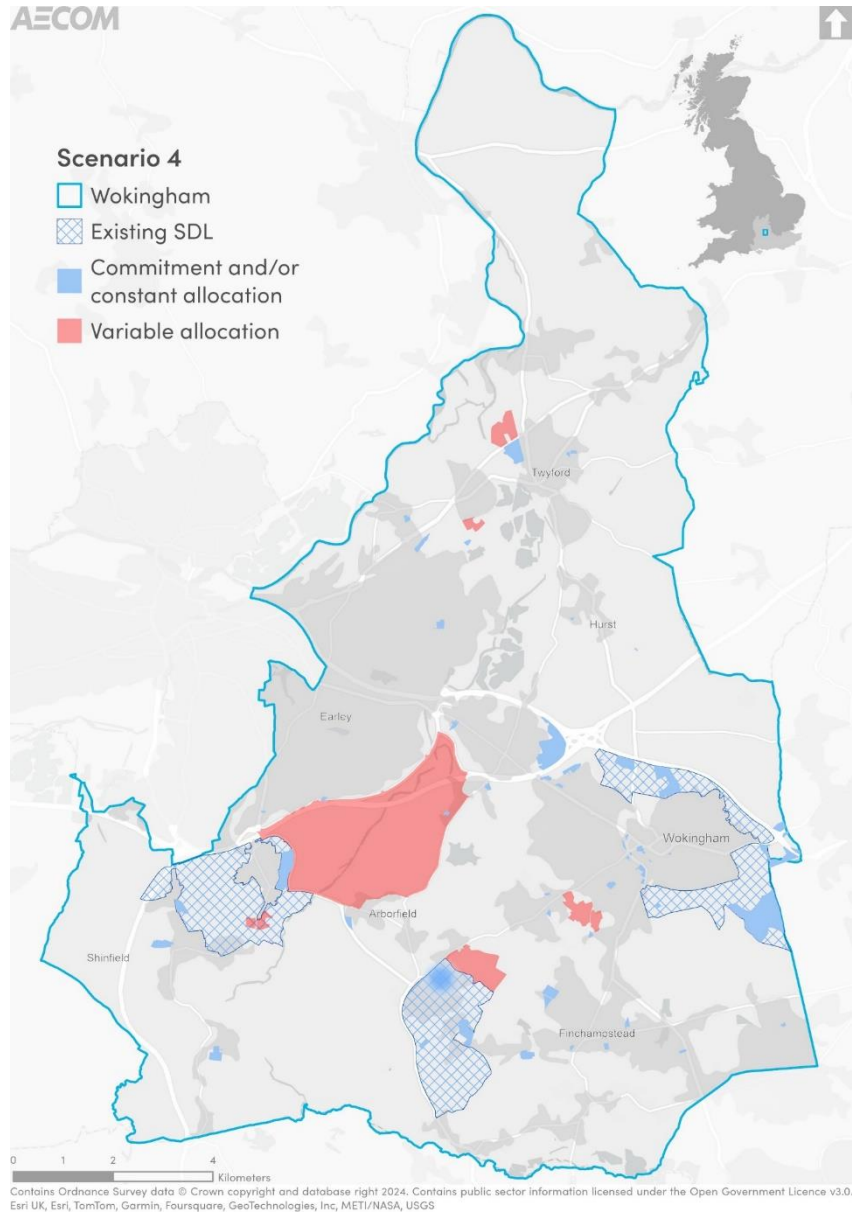 AECOM
Scenario 4
Wokingham
Existing SDL
Commitment and/or
constant allocation
Variable allocation
Twyford
Hurst
Earley
Wokingham
Arborfield
Shinfield
Finchampstead
0 1 2 4
Kilometers
Contains Ordnance Survey data © Crown copyright and database right 2024. Contains public sector information licensed under the Open Government Licence v3.0.
Esri UK, Esri, TomTom, Garmin, Foursquare, GeoTechnologies, Inc, METI/NASA, USGS